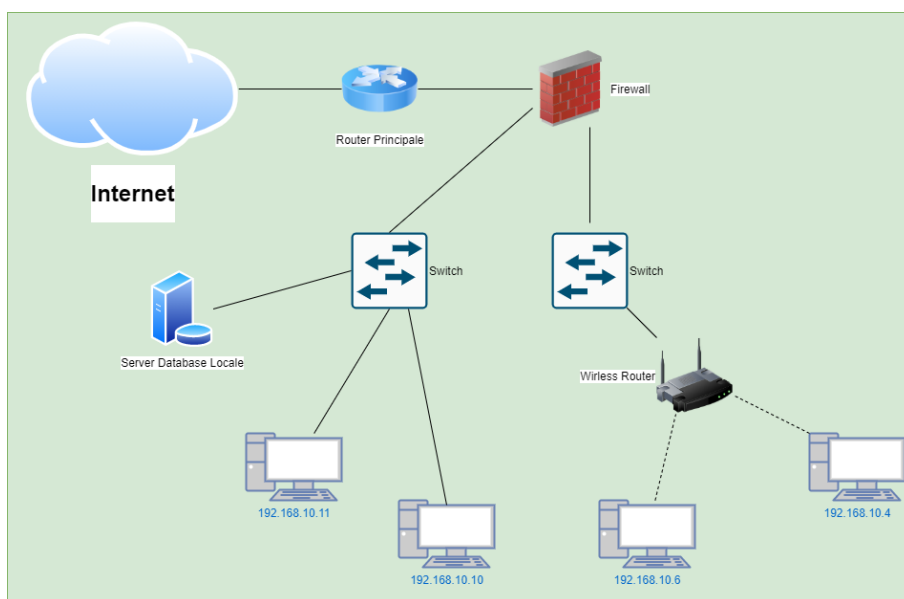 Firewall
Router Principale
Internet
Switch
Switch
Server Database Locale
Wirless Router
192.168.10.11
192.168.10.4
192.168.10.10
192.168.10.6